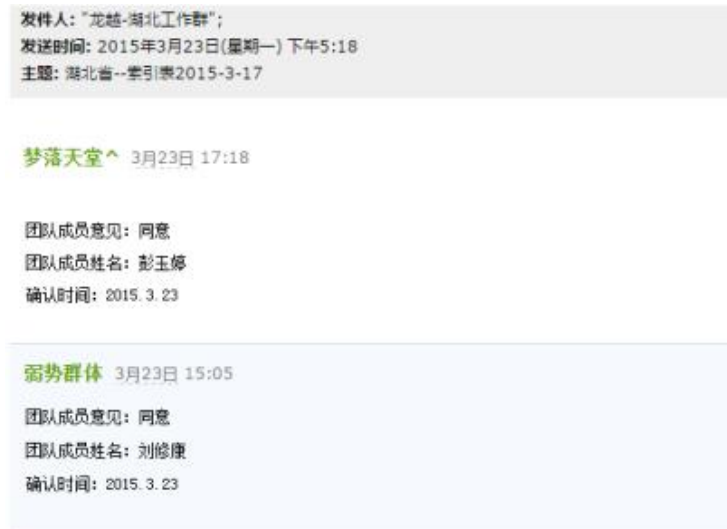 发件人: "龙越-湖北工作群";
发送时间: 2015年3月23日(星期一) 下午5:18
主题: 湖北省--索引表2015-3-17
梦落天堂^ 3月23日 17:18
团队成员意见: 同意
团队成员姓名: 彭玉婷
确认时间: 2015.3.23
弱势群体 3月23日 15:05
团队成员意见: 同意
团队成员姓名: 刘修康
确认时间: 2015.3.23